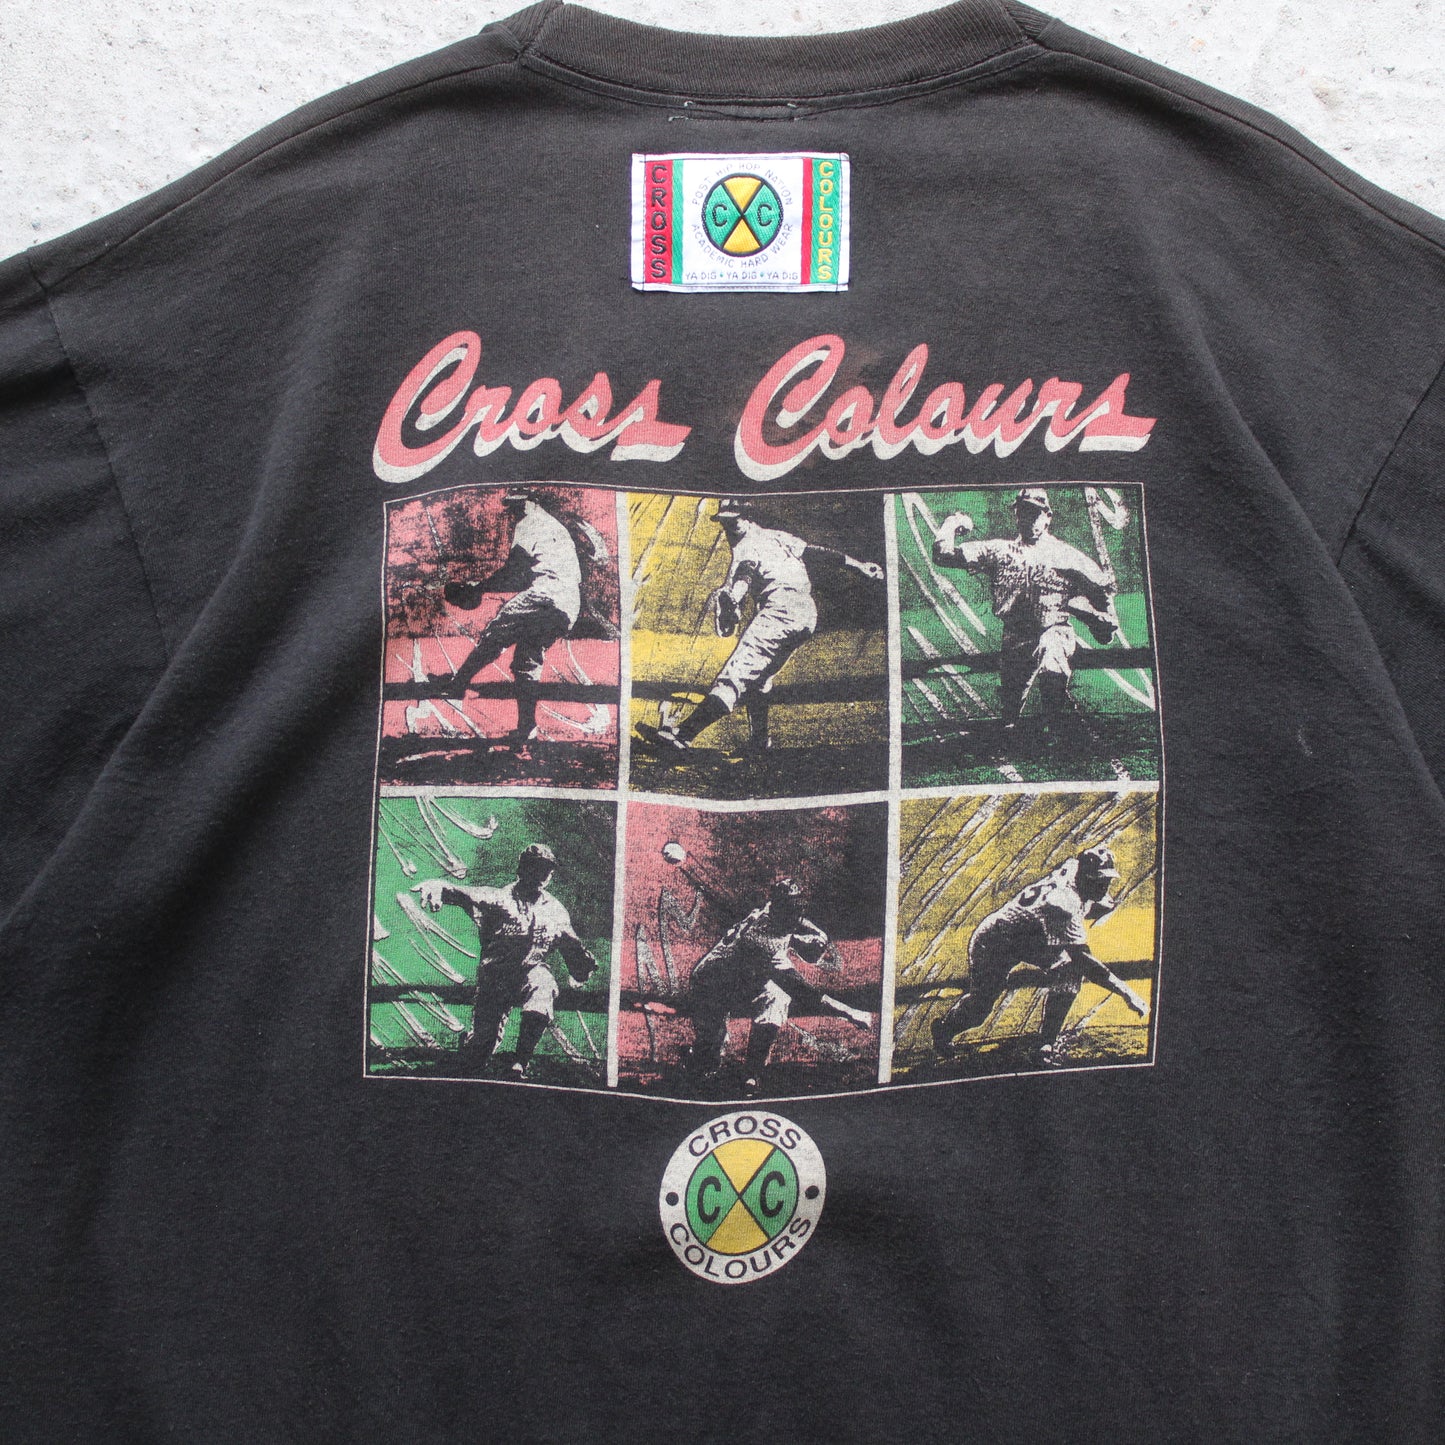 CROSS
POST HIP HOP NATION
C C
ACADEMIC HARD WEAR
YA DIG • YA DIG • YA DIG
COLOURS
Cross Colours
CROSS
C C
COLOURS